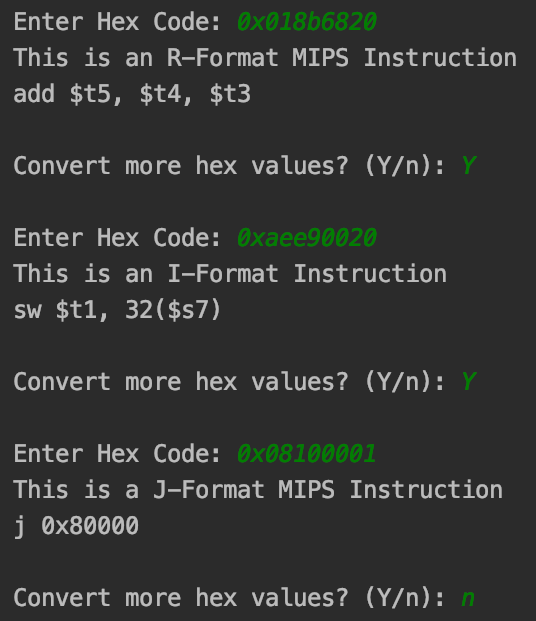 Enter Hex Code: 0x018b6820
This is an R-Format MIPS Instruction
add $t5, $t4, $t3
Convert more hex values? (Y/n): Y
Enter Hex Code: 0xaee90020
This is an I-Format Instruction
sw $t1, 32($s7)
Convert more hex values? (Y/n): Y
Enter Hex Code: 0x08100001
This is a J-Format MIPS Instruction
j 0x80000
Convert more hex values? (Y/n): n